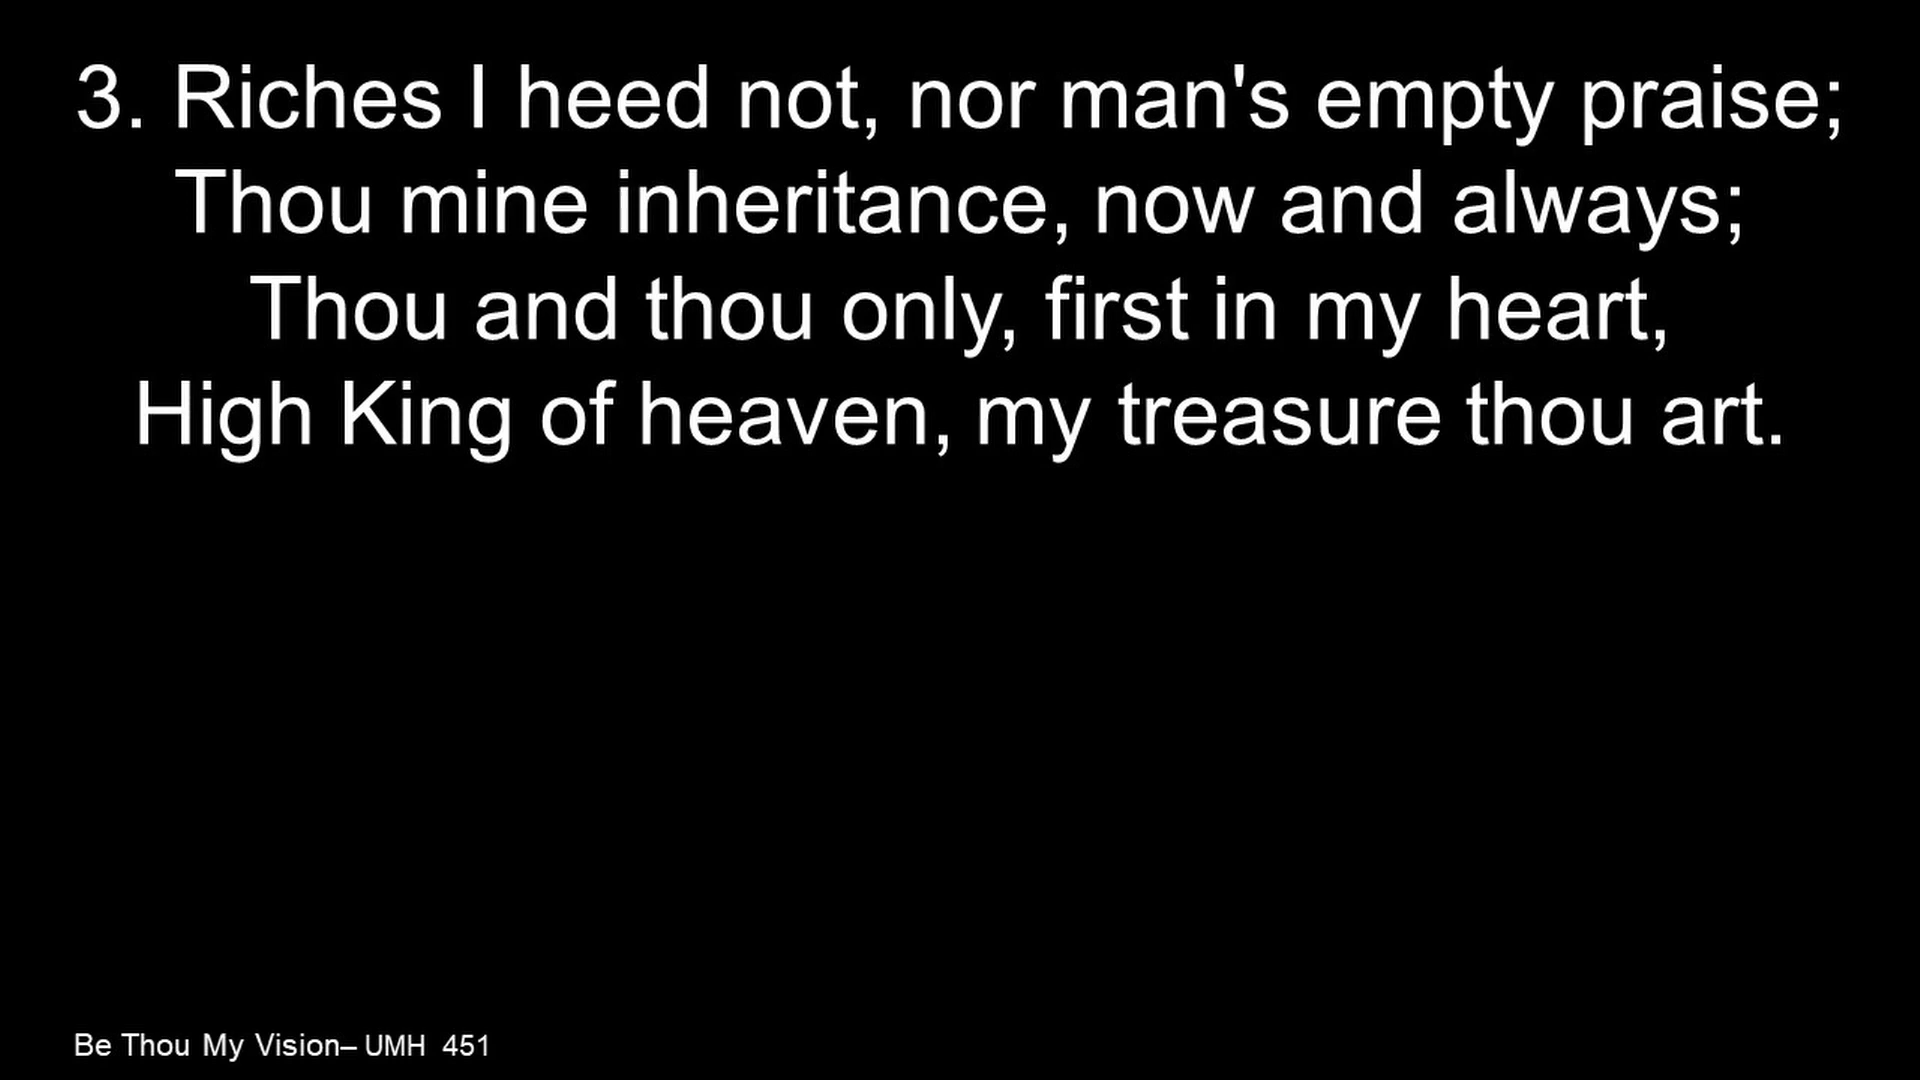 3. Riches I heed not, nor man's empty praise;
Thou mine inheritance, now and always;
Thou and thou only, first in my heart,
High King of heaven, my treasure thou art.
Be Thou My Vision– UMH 451